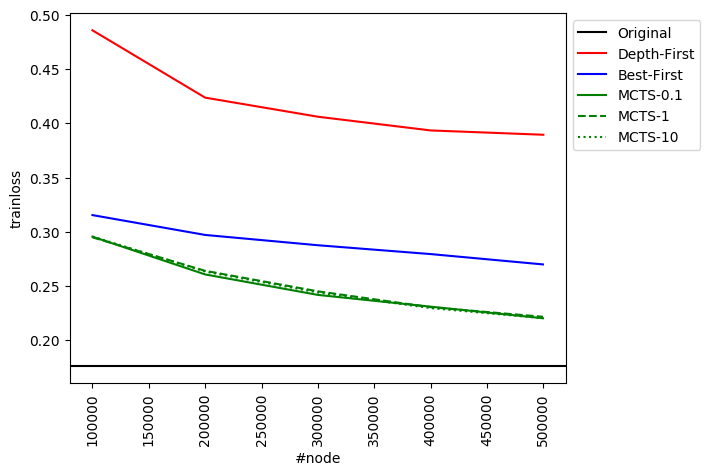 0.50
0.45
0.40
0.35
0.30
0.25
0.20
trainloss
100000
150000
200000
250000
300000
350000
400000
450000
500000
#node
Original
Depth-First
Best-First
MCTS-0.1
MCTS-1
MCTS-10